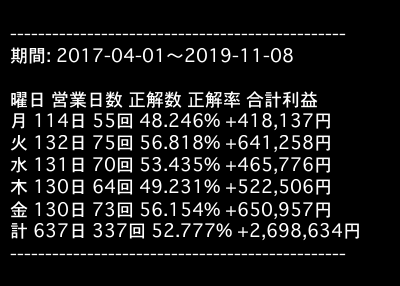 ------------------------------------------------
期間: 2017-04-01～2019-11-08
曜日 営業日数 正解数 正解率 合計利益
月 114日 55回 48.246% +418,137円
火 132日 75回 56.818% +641,258円
水 131日 70回 53.435% +465,776円
木 130日 64回 49.231% +522,506円
金 130日 73回 56.154% +650,957円
計 637日 337回 52.777% +2,698,634円
------------------------------------------------